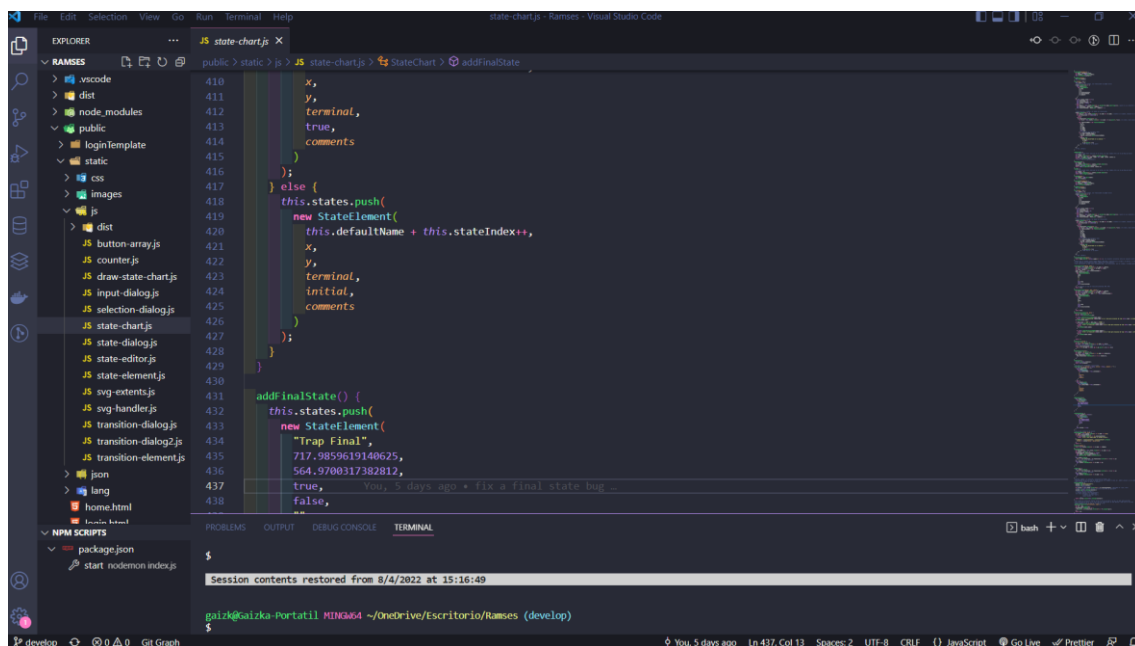 File Edit Selection View Go Run Terminal Help
state-chart.js - Ramses - Visual Studio Code
EXPLORER
RAMSES
.vscode
dist
node_modules
public
loginTemplate
static
css
images
js
dist
JS button-array.js
JS counter.js
JS draw-state-chart.js
JS input-dialog.js
JS selection-dialog.js
JS state-chart.js
JS state-dialog.js
JS state-editor.js
JS state-element.js
JS svg-extents.js
JS svg-handler.js
JS transition-dialog.js
JS transition-dialog2.js
JS transition-element.js
json
lang
home.html
login.html
NPM SCRIPTS
package.json
start nodemon index.js
JS state-chart.js
public > static > js > JS state-chart.js > StateChart > addFinalState
410 x,
411 y,
412 terminal,
413 true,
414 comments
415 )
416 );
417 } else {
418 this.states.push(
419 new StateElement(
420 this.defaultName + this.stateIndex++,
421 x,
422 y,
423 terminal,
424 initial,
425 comments
426 )
427 );
428 }
429 }
430
431 addFinalState() {
432 this.states.push(
433 new StateElement(
434 "Trap Final",
435 717.9859619140625,
436 564.9700317382812,
437 true, You, 5 days ago • fix a final state bug …
438 false,
PROBLEMS OUTPUT DEBUG CONSOLE TERMINAL
bash
$
Session contents restored from 8/4/2022 at 15:16:49
gaizk@Gaizka-Portatil MINGW64 ~/OneDrive/Escritorio/Ramses (develop)
$
develop 0 0 Git Graph
You, 5 days ago Ln 437, Col 13 Spaces: 2 UTF-8 CRLF {} JavaScript Go Live Prettier